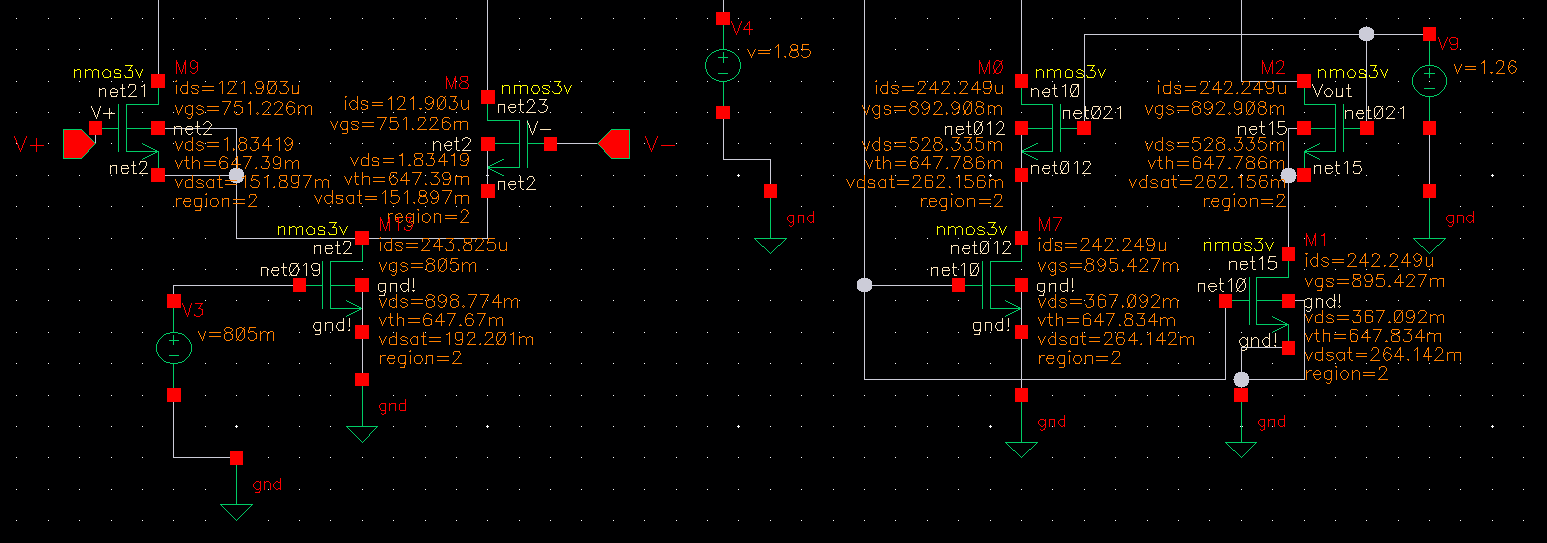 V+
nmos3v
M9
net21
V+
ids=121.903u
vgs=751.226m
net2
vds=1.83419
vth=647.39m
vdsat=151.897m
region=2
net2
M8
nmos3v
net23
V-
V-
ids=121.903u
vgs=751.226m
net2
vds=1.83419
vth=647.39m
vdsat=151.897m
region=2
net2
nmos3v
M13
net2
net019
ids=243.825u
vgs=805m
gnd!
vds=898.774m
vth=647.67m
vdsat=192.201m
region=2
gnd!
gnd
V3
v=805m
gnd
V4
v=1.85
gnd
M0
nmos3v
net10
net021
ids=242.249u
vgs=892.908m
net012
vds=528.335m
vth=647.786m
vdsat=262.156m
region=2
net012
M2
nmos3v
Vout
net021
ids=242.249u
vgs=892.908m
net15
vds=528.335m
vth=647.786m
vdsat=262.156m
region=2
net15
V9
v=1.26
gnd
M7
nmos3v
net012
net10
ids=242.249u
vgs=895.427m
gnd!
vds=367.092m
vth=647.834m
vdsat=264.142m
region=2
gnd!
gnd
M1
nmos3v
net15
net10
ids=242.249u
vgs=895.427m
gnd!
vds=367.092m
vth=647.834m
vdsat=264.142m
region=2
gnd!
gnd